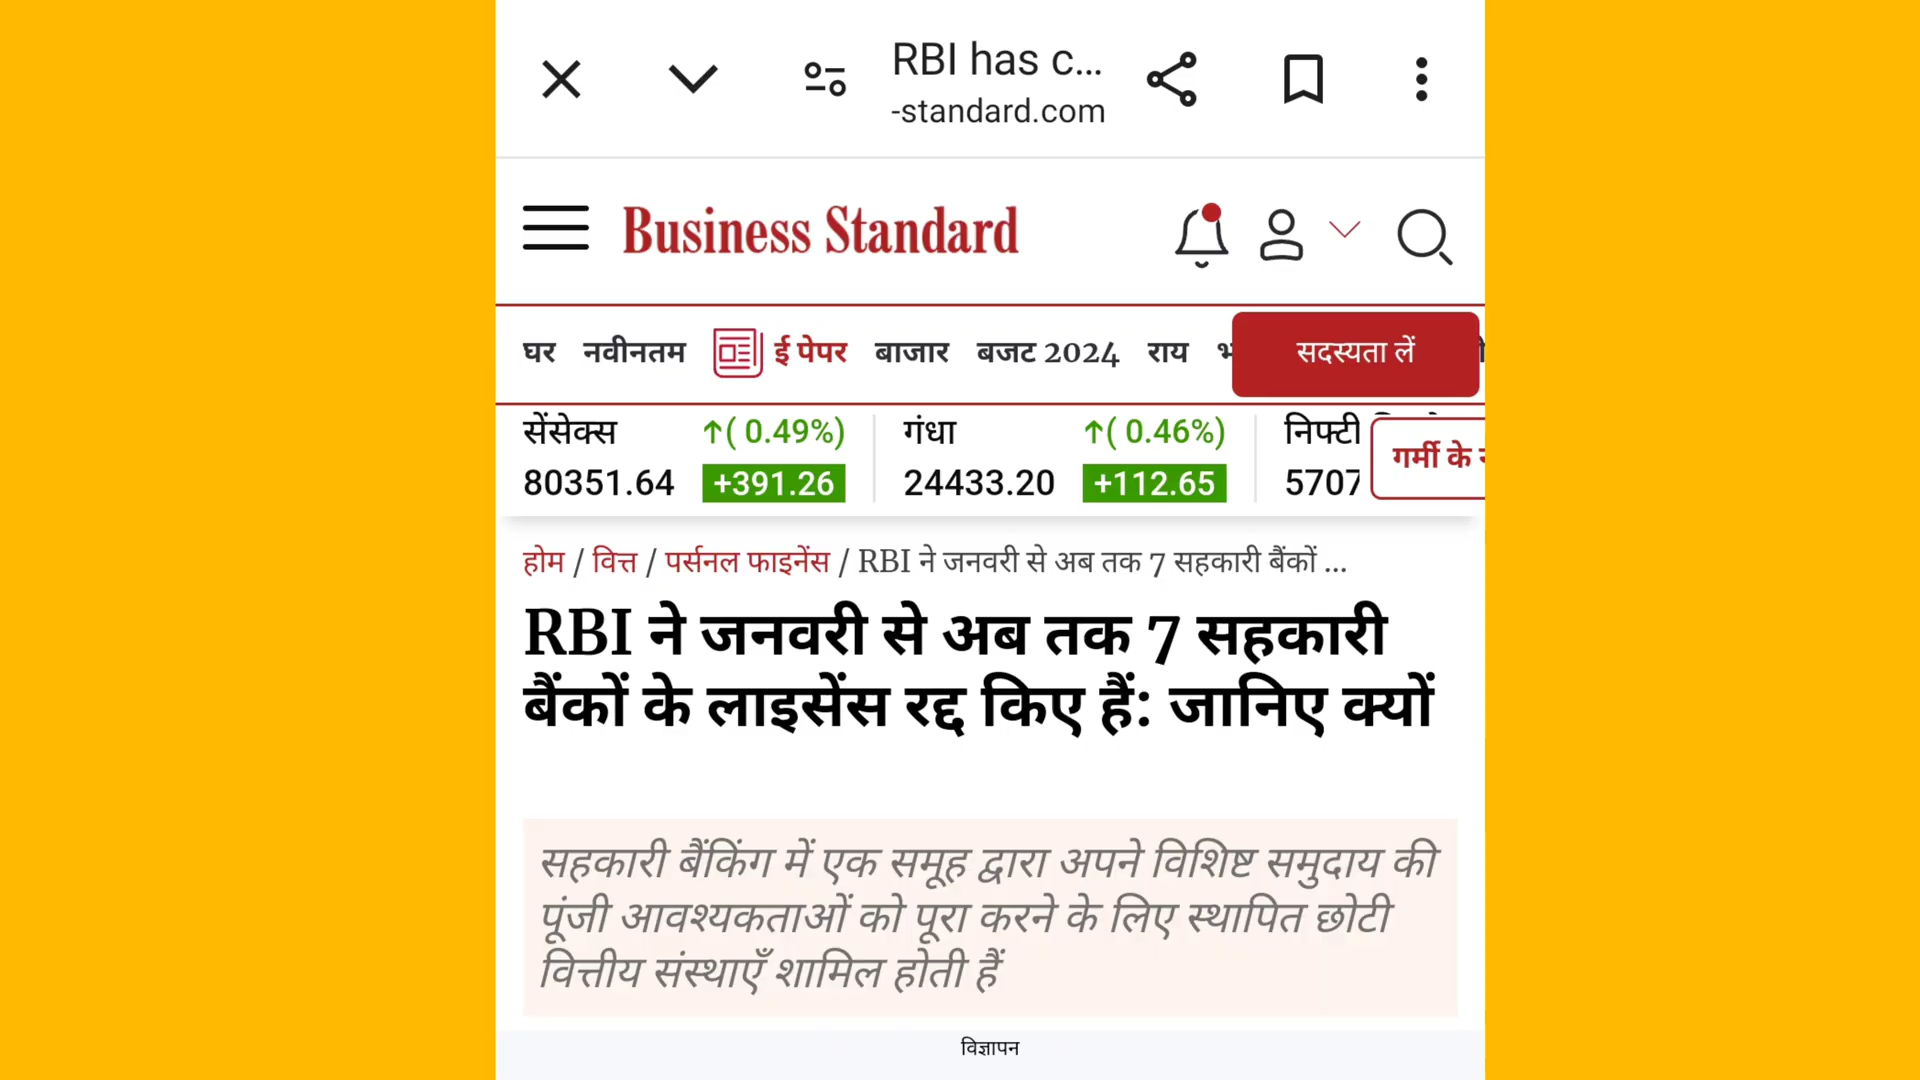 RBI has c...
-standard.com
Business Standard
घर नवीनतम ई पेपर बाजार बजट 2024 राय सदस्यता लें
सेंसेक्स ↑( 0.49%) गंधा ↑( 0.46%) निफ्टी
80351.64 +391.26 24433.20 +112.65 5707
गर्मी के
होम / वित्त / पर्सनल फाइनेंस / RBI ने जनवरी से अब तक 7 सहकारी बैंकों ...
RBI ने जनवरी से अब तक 7 सहकारी
बैंकों के लाइसेंस रद्द किए हैं: जानिए क्यों
सहकारी बैंकिंग में एक समूह द्वारा अपने विशिष्ट समुदाय की
पूंजी आवश्यकताओं को पूरा करने के लिए स्थापित छोटी
वित्तीय संस्थाएँ शामिल होती हैं
विज्ञापन